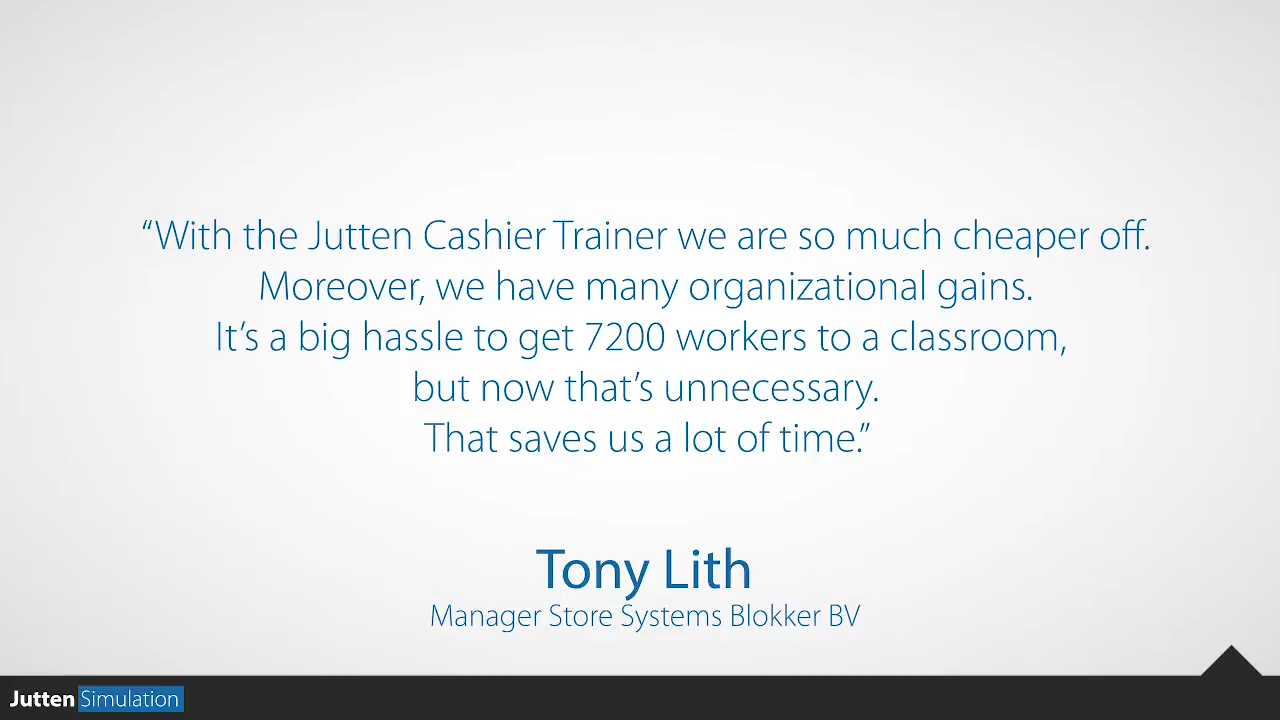 “With the Jutten Cashier Trainer we are so much cheaper off.
Moreover, we have many organizational gains.
It’s a big hassle to get 7200 workers to a classroom,
but now that’s unnecessary.
That saves us a lot of time.”
Tony Lith
Manager Store Systems Blokker BV
Jutten Simulation